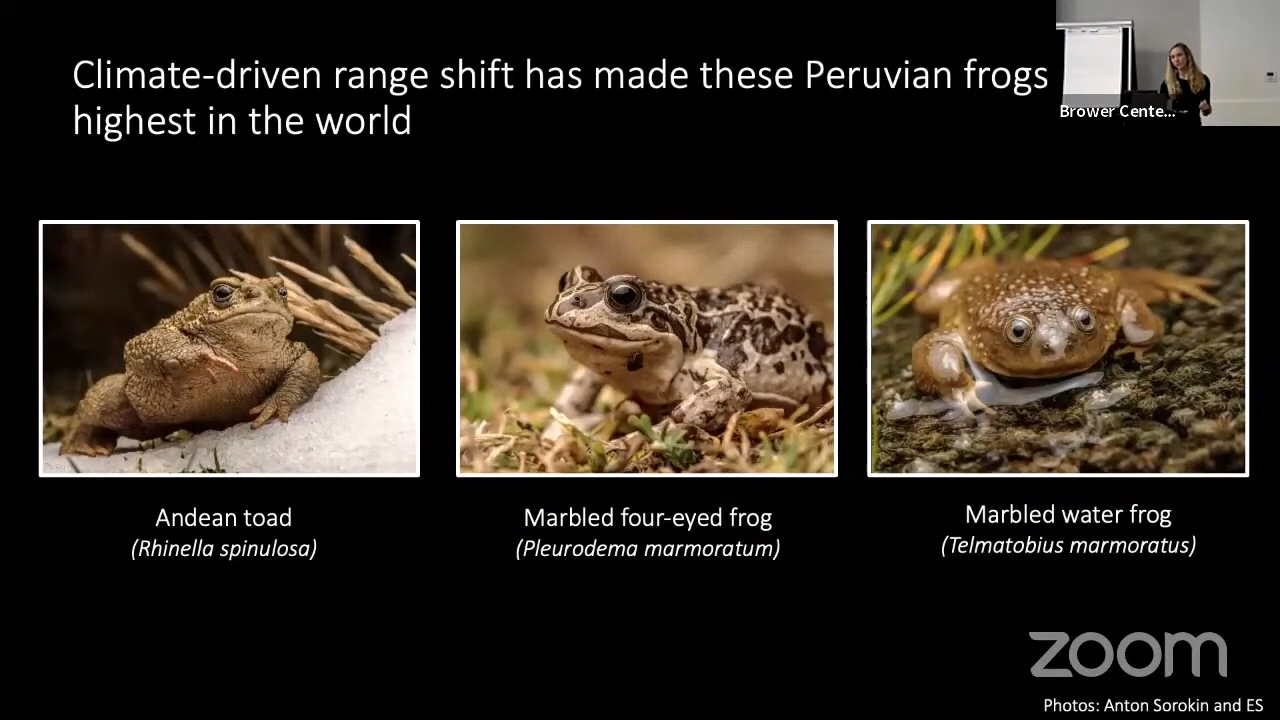 Climate-driven range shift has made these Peruvian frogs
highest in the world
Brower Cente...
Andean toad
(Rhinella spinulosa)
Marbled four-eyed frog
(Pleurodema marmoratum)
Marbled water frog
(Telmatobius marmoratus)
zoom
Photos: Anton Sorokin and ES